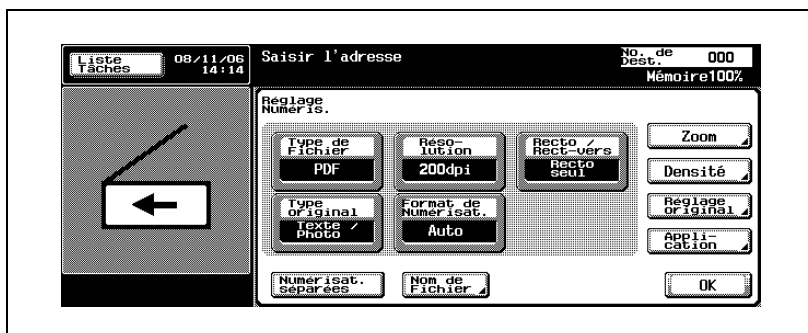 Liste
Tâches
08/11/06
14:14
Saisir l'adresse
No. de
Dest.
000
Mémoire100%
Réglage
Numéris.
Type de
Fichier
PDF
Réso-
lution
200dpi
Recto /
Rect-vers
Recto
seul
Zoom
Densité
Type
original
Texte /
Photo
Format de
Numérisat.
Auto
Réglage
original
Appli-
cation
Numérisat.
séparées
Nom de
Fichier
OK